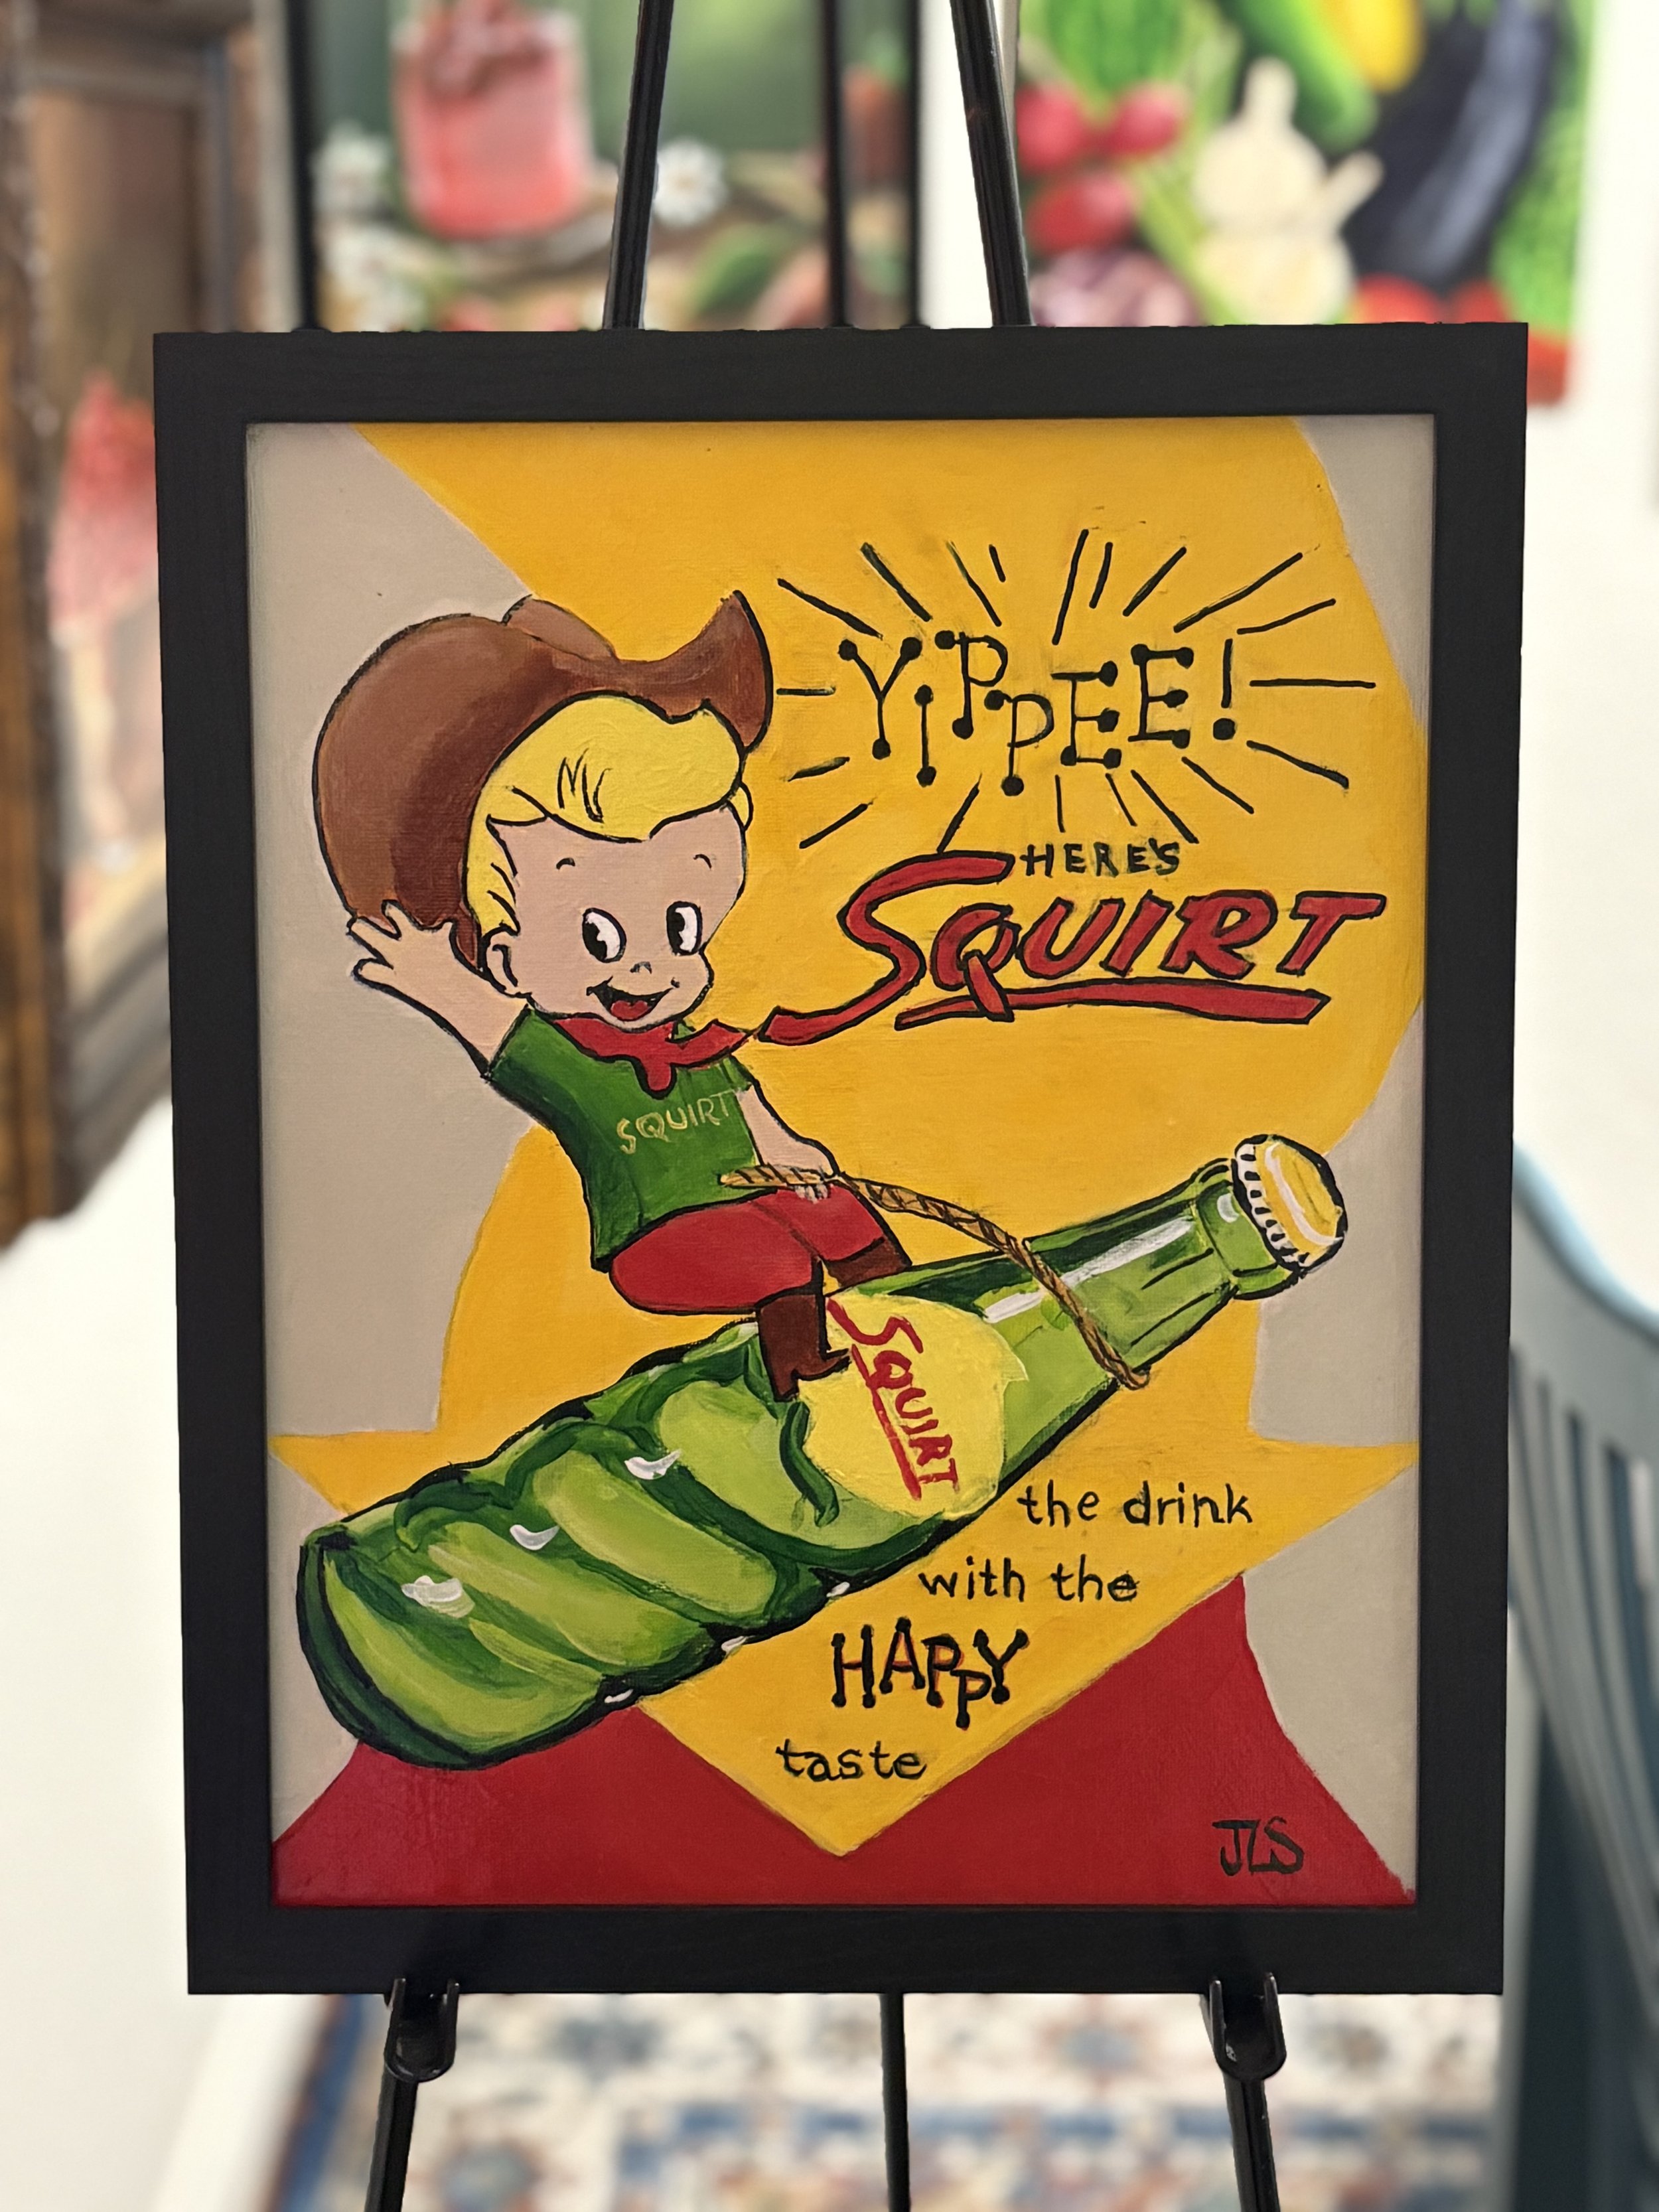 YIPPEE!
HERE'S
SQUIRT
SQUIRT
SQUIRT
the drink
with the
HAPPY
taste
JLS